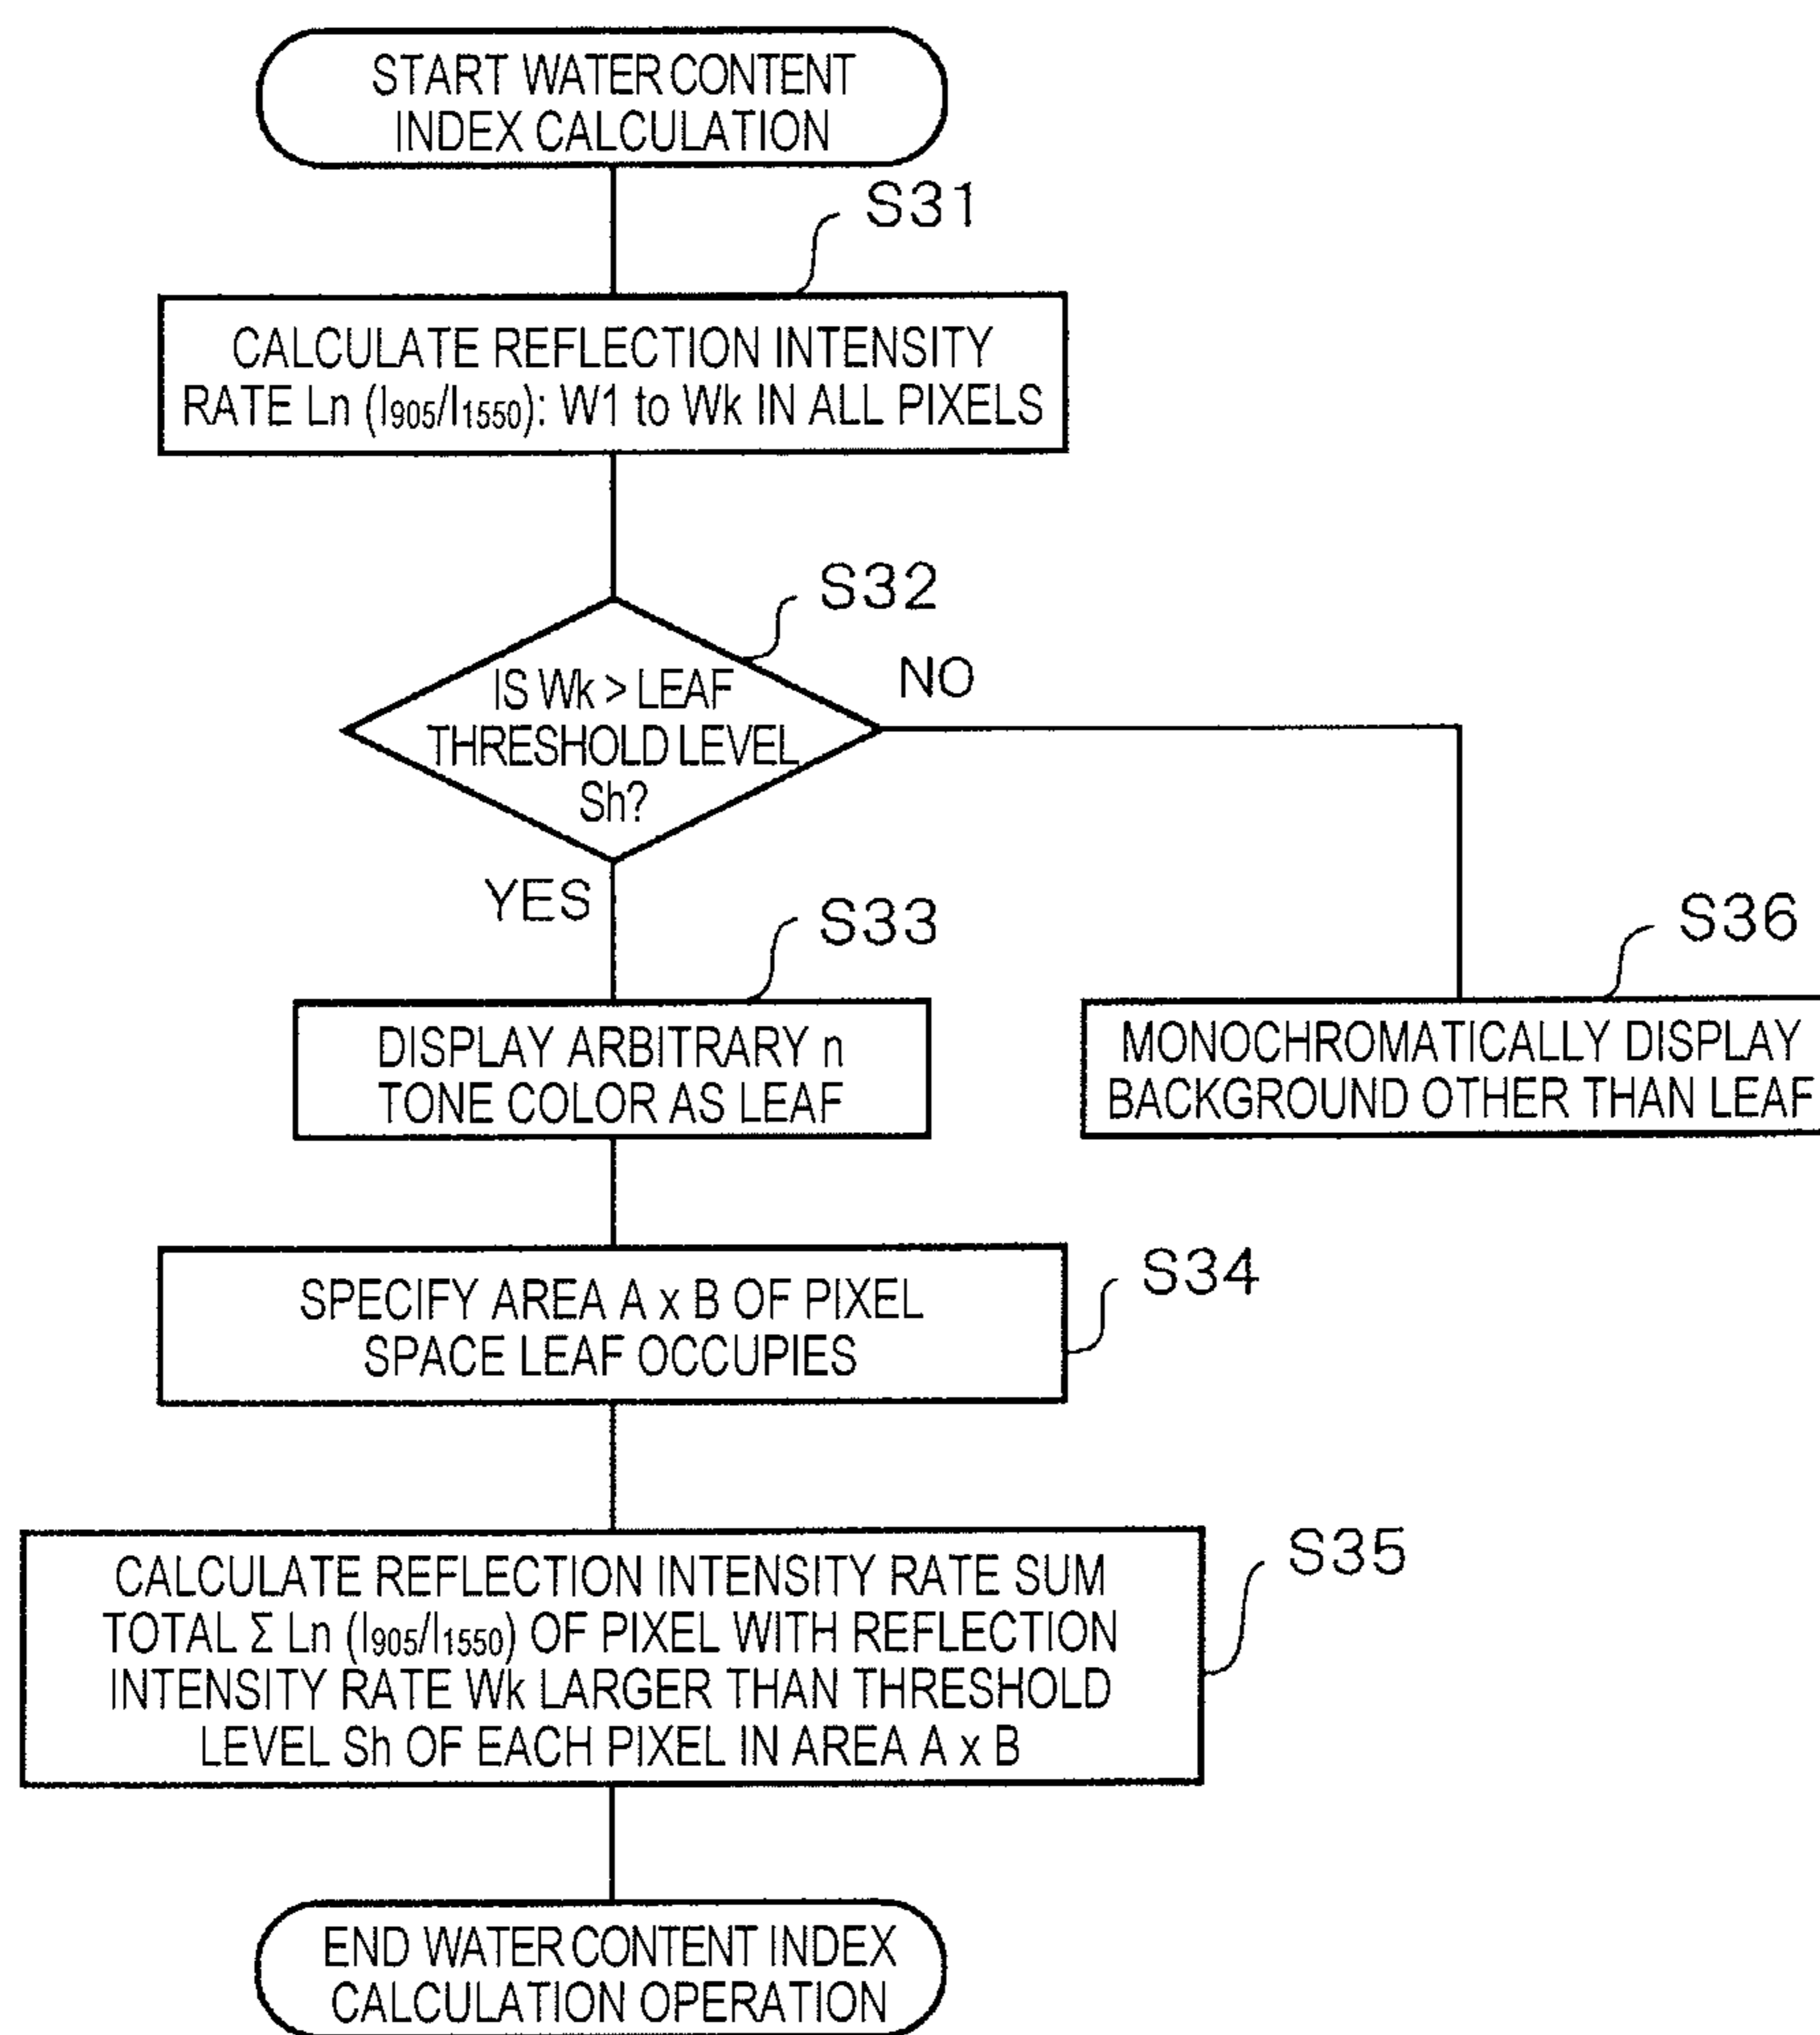 START WATER CONTENT
INDEX CALCULATION
S31
CALCULATE REFLECTION INTENSITY
RATE Ln (I905/I1550): W1 to Wk IN ALL PIXELS
S32
IS Wk > LEAF
THRESHOLD LEVEL
Sh?
NO
YES
S33
DISPLAY ARBITRARY n
TONE COLOR AS LEAF
S36
MONOCHROMATICALLY DISPLAY
BACKGROUND OTHER THAN LEAF
S34
SPECIFY AREA A x B OF PIXEL
SPACE LEAF OCCUPIES
S35
CALCULATE REFLECTION INTENSITY RATE SUM
TOTAL Σ Ln (I905/I1550) OF PIXEL WITH REFLECTION
INTENSITY RATE Wk LARGER THAN THRESHOLD
LEVEL Sh OF EACH PIXEL IN AREA A x B
END WATER CONTENT INDEX
CALCULATION OPERATION